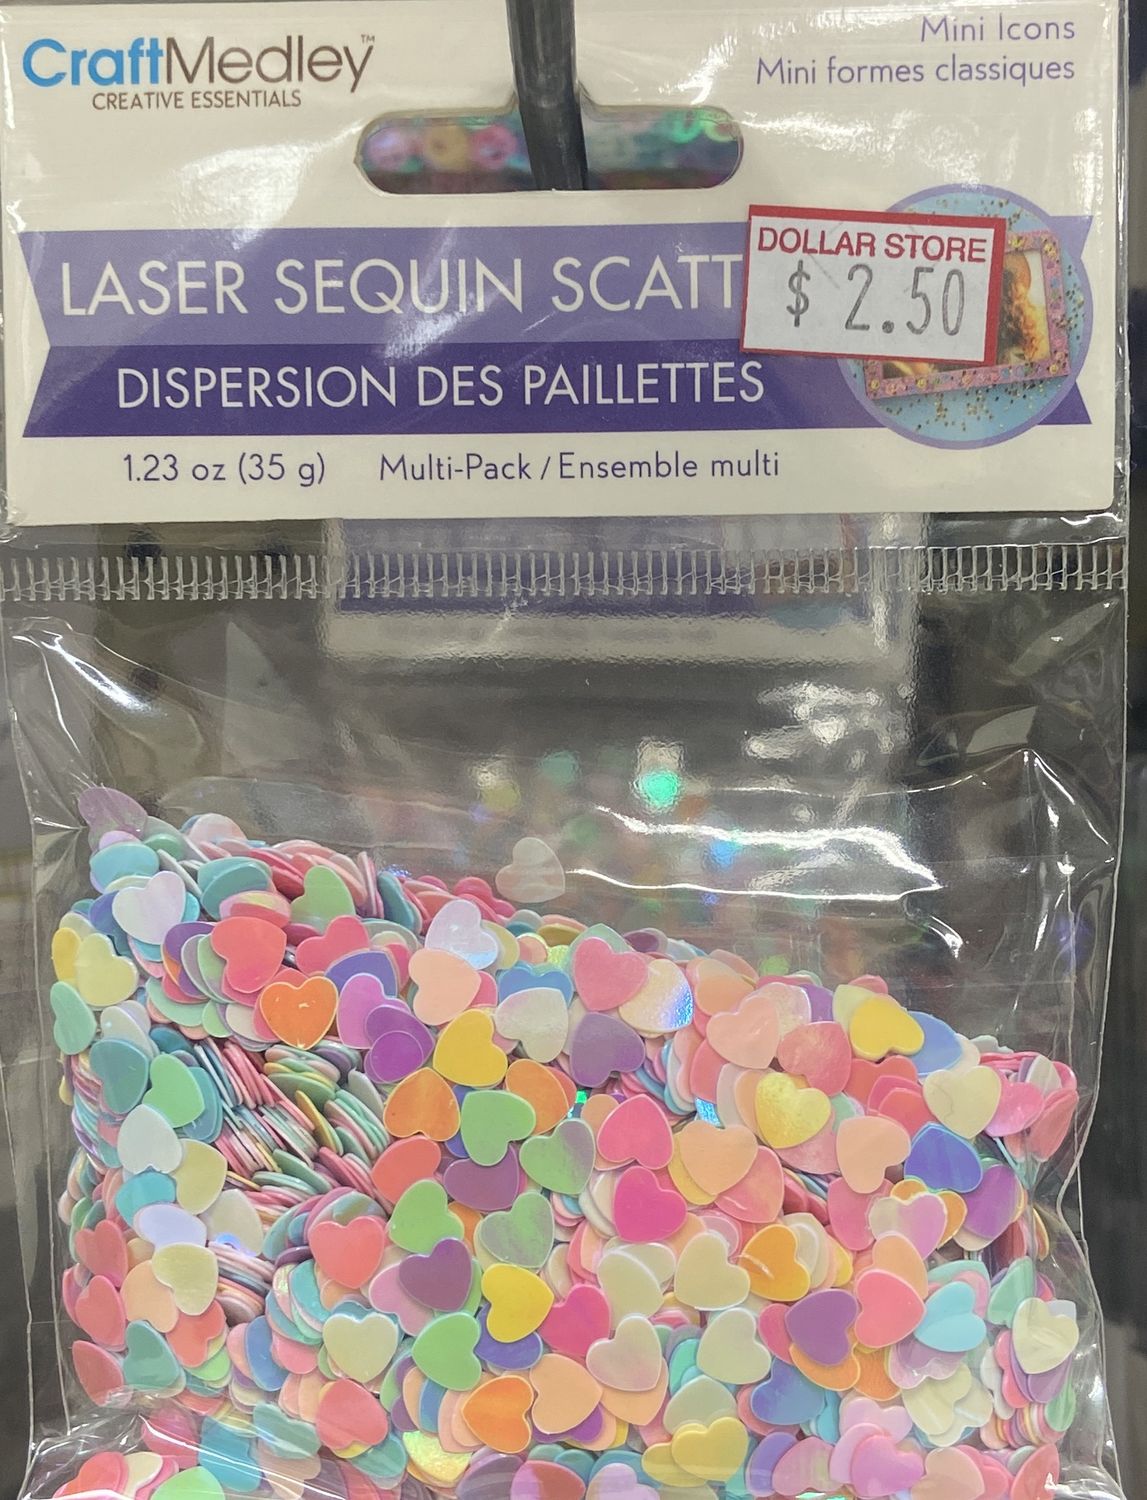 CraftMedley™
CREATIVE ESSENTIALS
Mini Icons
Mini formes classiques
LASER SEQUIN SCATT
DOLLAR STORE
$ 2.50
DISPERSION DES PAILLETTES
1.23 oz (35 g) Multi-Pack / Ensemble multi